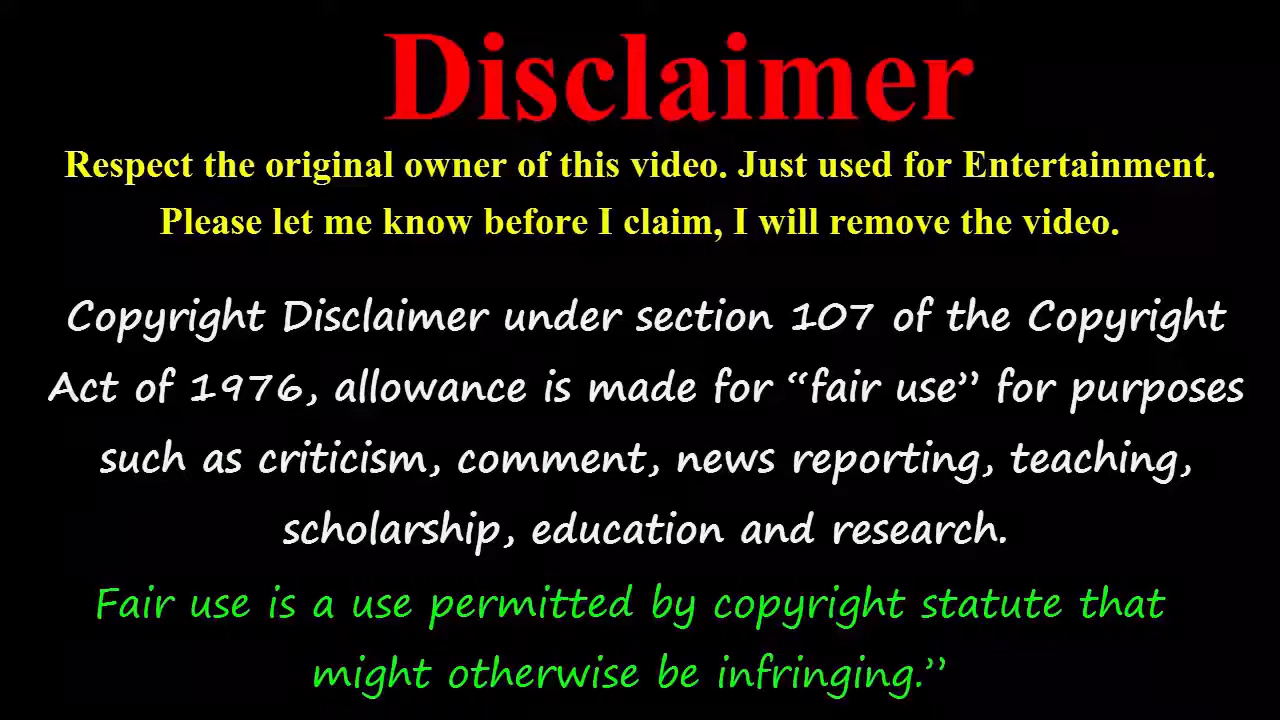 Disclaimer
Respect the original owner of this video. Just used for Entertainment.
Please let me know before I claim, I will remove the video.
Copyright Disclaimer under section 107 of the Copyright
Act of 1976, allowance is made for “fair use” for purposes
such as criticism, comment, news reporting, teaching,
scholarship, education and research.
Fair use is a use permitted by copyright statute that
might otherwise be infringing.”